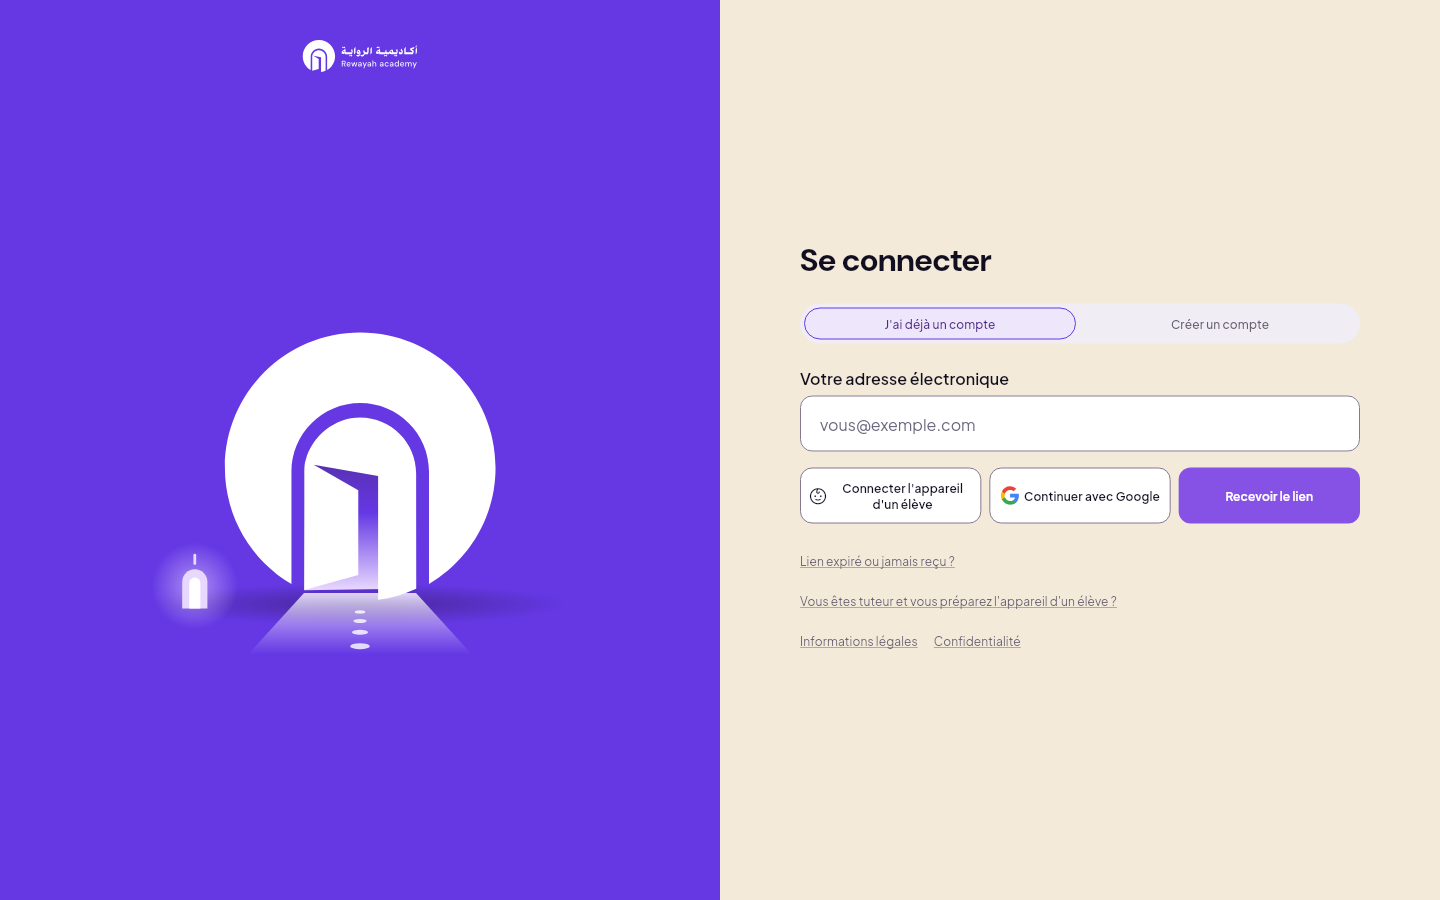 أكاديمية الرواية
Rewayah academy
Se connecter
J'ai déjà un compte
Créer un compte
Votre adresse électronique
vous@exemple.com
Connecter l'appareil
d'un élève
Continuer avec Google
Recevoir le lien
Lien expiré ou jamais reçu ?
Vous êtes tuteur et vous préparez l'appareil d'un élève ?
Informations légales
Confidentialité